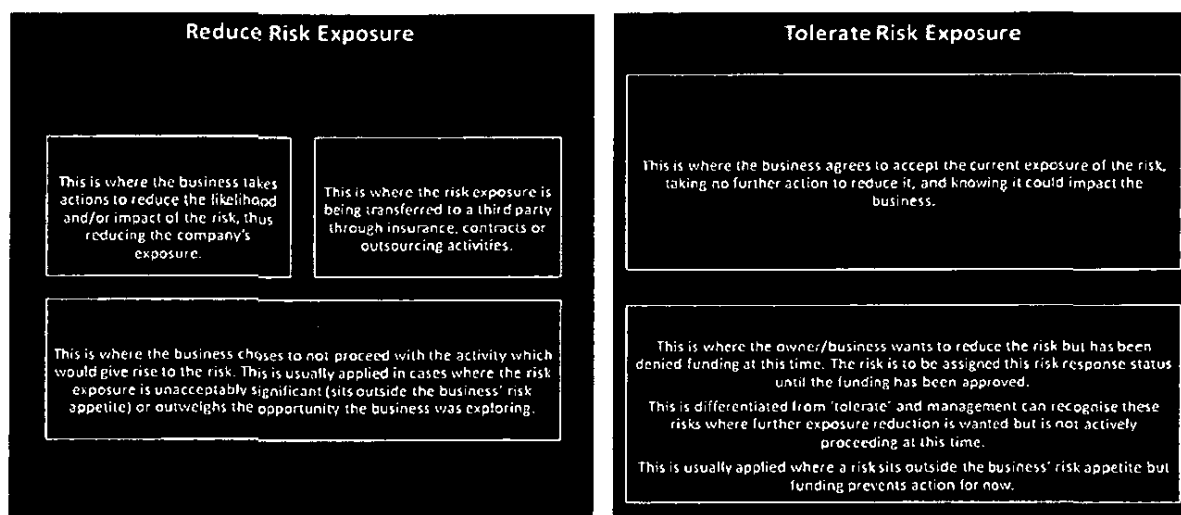 Reduce Risk Exposure
This is where the business takes
actions to reduce the likelihood
and/or impact of the risk, thus
reducing the company's
exposure.
This is where the risk exposure is
being transferred to a third party
through insurance, contracts or
outsourcing activities.
This is where the business choses to not proceed with the activity which
would give rise to the risk. This is usually applied in cases where the risk
exposure is unacceptably significant (sits outside the business' risk
appetite) or outweighs the opportunity the business was exploring.
Tolerate Risk Exposure
This is where the business agrees to accept the current exposure of the risk,
taking no further action to reduce it, and knowing it could impact the
business.
This is where the owner/business wants to reduce the risk but has been
denied funding at this time. The risk is to be assigned this risk response status
until the funding has been approved.
This is differentiated from 'tolerate' and management can recognise these
risks where further exposure reduction is wanted but is not actively
proceeding at this time.
This is usually applied where a risk sits outside the business' risk appetite but
funding prevents action for now.